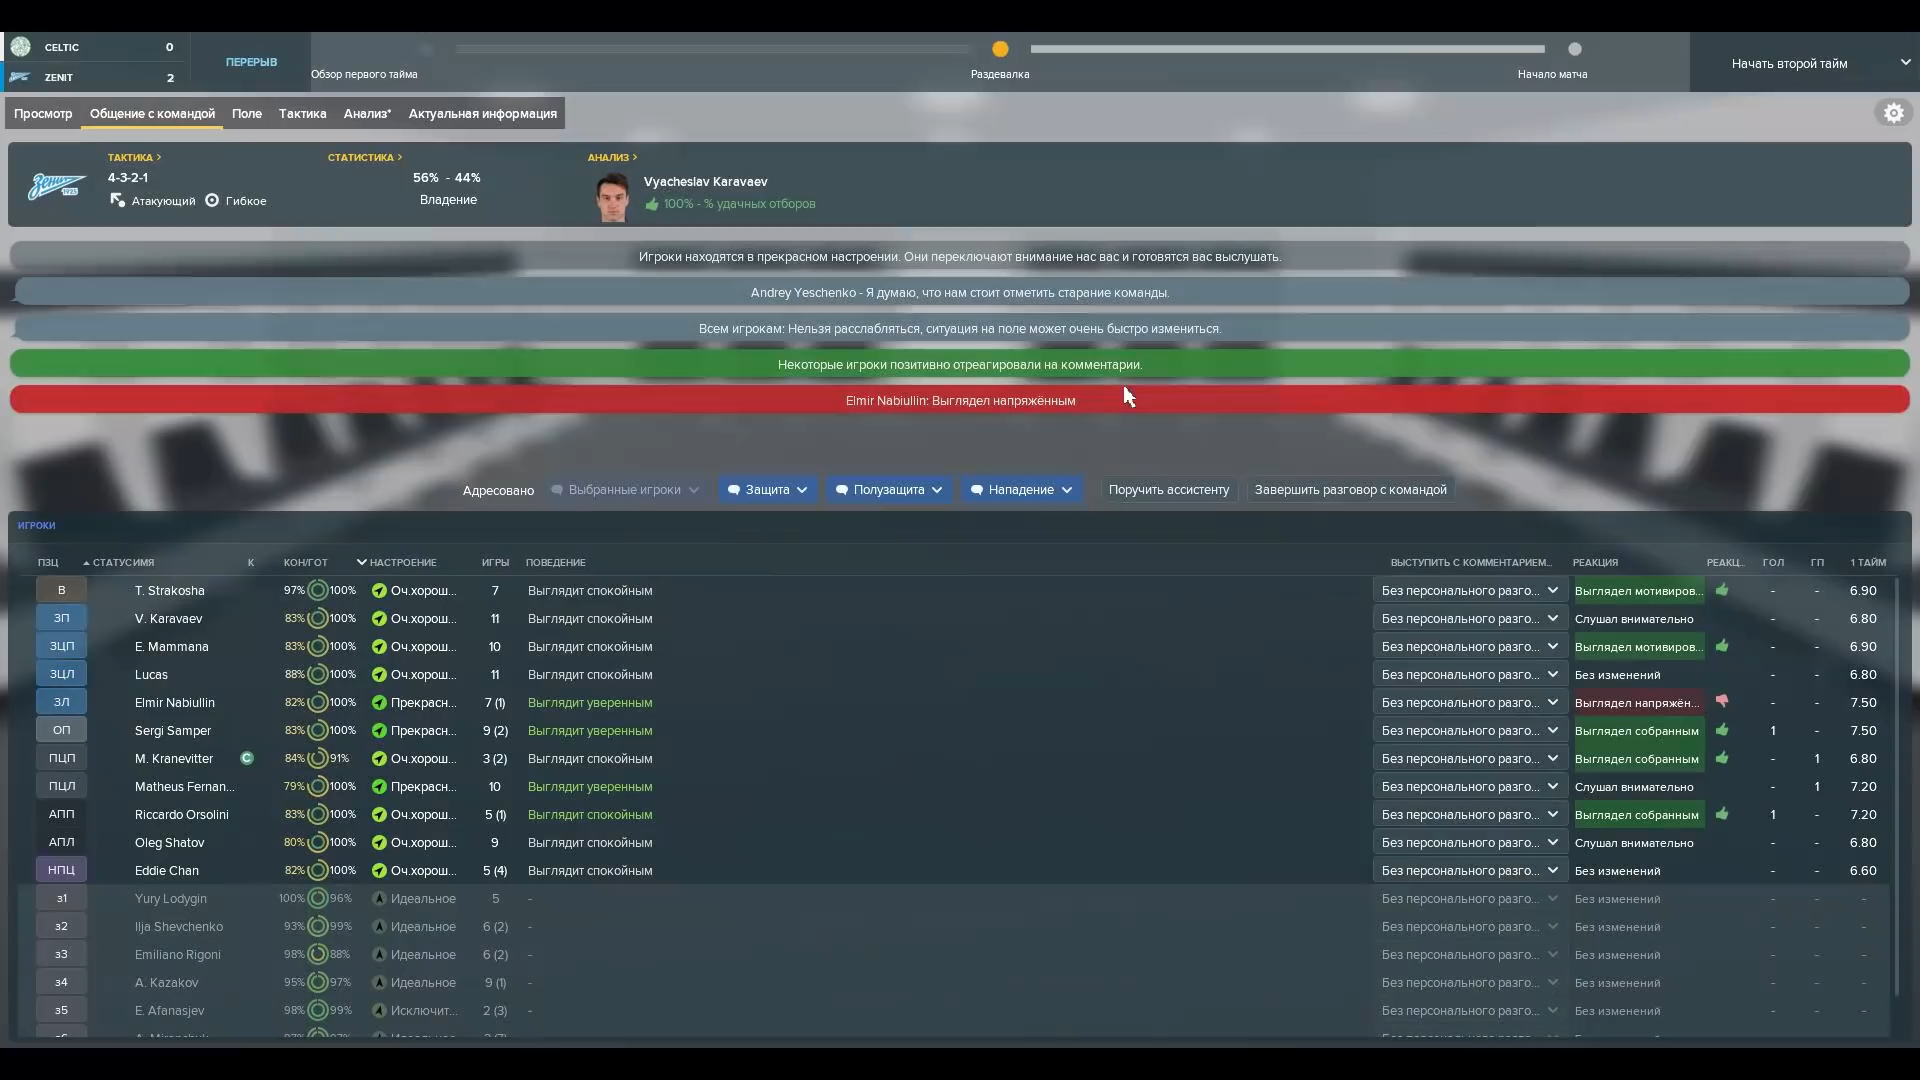 CELTIC 0
ZENIT 2
ПЕРЕРЫВ
Обзор первого тайма
Раздевалка
Начало матча
Начать второй тайм
Просмотр Общение с командой Поле Тактика Анализ* Актуальная информация
Зенит
ТАКТИКА >
4-3-2-1
Атакующий Гибкое
СТАТИСТИКА >
56% - 44%
Владение
АНАЛИЗ >
Vyacheslav Karavaev
100% - % удачных отборов
Игроки находятся в прекрасном настроении. Они переключают внимание нас вас и готовятся вас выслушать.
Andrey Yeschenko - Я думаю, что нам стоит отметить старание команды.
Всем игрокам: Нельзя расслабляться, ситуация на поле может очень быстро измениться.
Некоторые игроки позитивно отреагировали на комментарии.
Elmir Nabiullin: Выглядел напряжённым
Адресовано Выбранные игроки Защита Полузащита Нападение Поручить ассистенту Завершить разговор с командой
ИГРОКИ
ПЗЦ СТАТУС ИМЯ К КОН/ГОТ НАСТРОЕНИЕ ИГРЫ ПОВЕДЕНИЕ ВЫСТУПИТЬ С КОММЕНТАРИЕМ... РЕАКЦИЯ РЕАКЦ... ГОЛ ГП 1 ТАЙМ
В T. Strakosha 97% 100% Оч.хорош... 7 Выглядит спокойным Без персонального разго... Выглядел мотивиров... - - 6.90
ЗП V. Karavaev 83% 100% Оч.хорош... 11 Выглядит спокойным Без персонального разго... Слушал внимательно - - 6.80
ЗЦП E. Mammana 83% 100% Оч.хорош... 10 Выглядит спокойным Без персонального разго... Выглядел мотивиров... - - 6.90
ЗЦЛ Lucas 88% 100% Оч.хорош... 11 Выглядит спокойным Без персонального разго... Без изменений - - 6.80
ЗЛ Elmir Nabiullin 82% 100% Прекрасн... 7 (1) Выглядит уверенным Без персонального разго... Выглядел напряжён... - - 7.50
ОП Sergi Samper 83% 100% Прекрасн... 9 (2) Выглядит уверенным Без персонального разго... Выглядел собранным 1 - 7.50
ПЦП M. Kranevitter C 84% 91% Оч.хорош... 3 (2) Выглядит спокойным Без персонального разго... Выглядел собранным - 1 6.80
ПЦЛ Matheus Fernan... 79% 100% Прекрасн... 10 Выглядит уверенным Без персонального разго... Слушал внимательно - 1 7.20
АПП Riccardo Orsolini 83% 100% Оч.хорош... 5 (1) Выглядит спокойным Без персонального разго... Выглядел собранным 1 - 7.20
АПЛ Oleg Shatov 80% 100% Оч.хорош... 9 Выглядит спокойным Без персонального разго... Слушал внимательно - - 6.80
НПЦ Eddie Chan 82% 100% Оч.хорош... 5 (4) Выглядит спокойным Без персонального разго... Без изменений - - 6.60
з1 Yury Lodygin 100% 96% Идеальное 5 - Без персонального разго... Без изменений - - -
з2 Ilja Shevchenko 93% 99% Идеальное 6 (2) - Без персонального разго... Без изменений - - -
з3 Emiliano Rigoni 98% 88% Идеальное 6 (2) - Без персонального разго... Без изменений - - -
з4 A. Kazakov 95% 97% Идеальное 9 (1) - Без персонального разго... Без изменений - - -
з5 E. Afanasjev 98% 99% Исключит... 2 (3) - Без персонального разго... Без изменений - - -